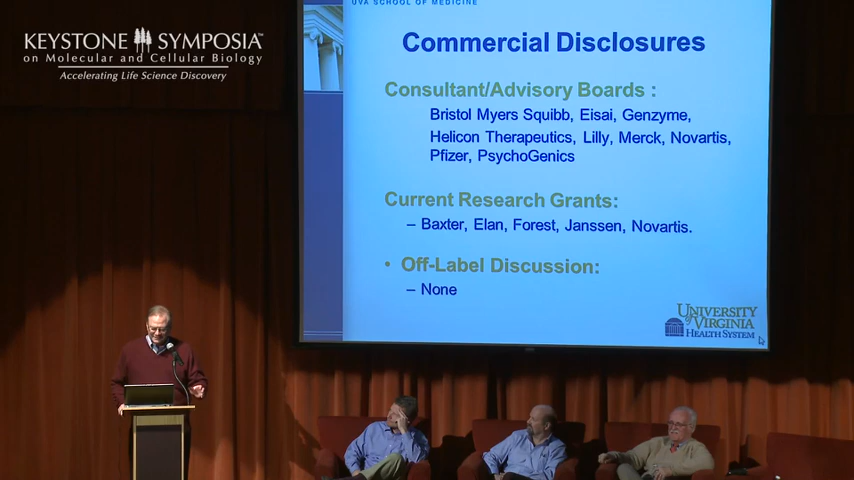 KEYSTONE SYMPOSIA™
on Molecular and Cellular Biology
Accelerating Life Science Discovery
UVA SCHOOL OF MEDICINE
Commercial Disclosures
Consultant/Advisory Boards :
Bristol Myers Squibb, Eisai, Genzyme,
Helicon Therapeutics, Lilly, Merck, Novartis,
Pfizer, PsychoGenics
Current Research Grants:
– Baxter, Elan, Forest, Janssen, Novartis.
• Off-Label Discussion:
– None
UNIVERSITY
of VIRGINIA
HEALTH SYSTEM